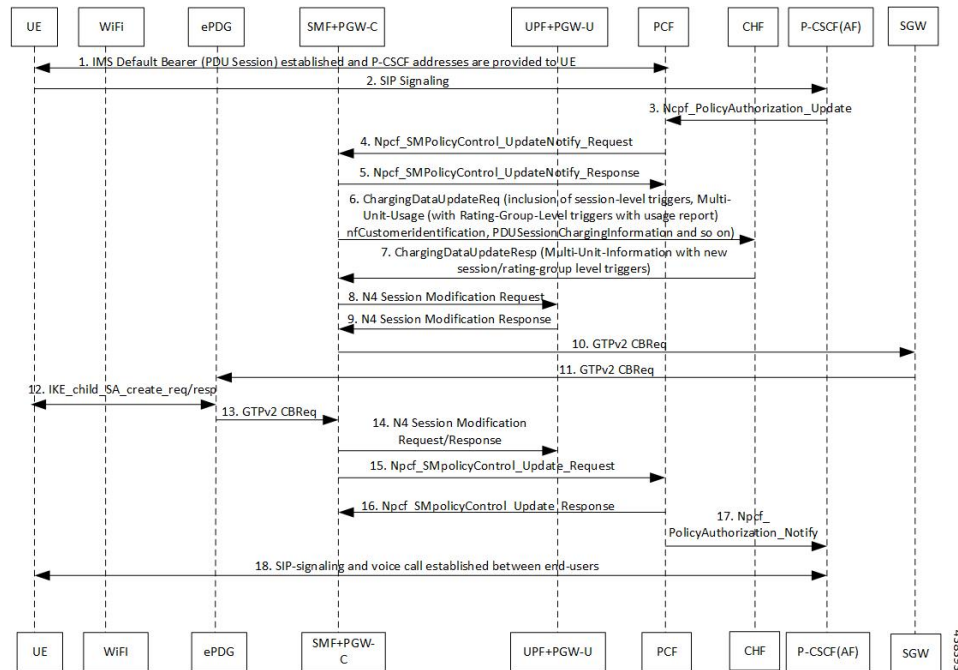 UE WiFi ePDG SMF+PGW-C UPF+PGW-U PCF CHF P-CSCF(AF) SGW
1. IMS Default Bearer (PDU Session) established and P-CSCF addresses are provided to UE
2. SIP Signaling
3. Ncpf_PolicyAuthorization_Update
4. Npcf_SMPolicyControl_UpdateNotify_Request
5. Npcf_SMPolicyControl_UpdateNotify_Response
6. ChargingDataUpdateReq (inclusion of session-level triggers, Multi-
Unit-Usage (with Rating-Group-Level triggers with usage report)
nfCustomeridentification, PDUSessionChargingInformation and so on)
7. ChargingDataUpdateResp (Multi-Unit-Information with new
session/rating-group level triggers)
8. N4 Session Modification Request
9. N4 Session Modification Response
10. GTPv2 CBReq
11. GTPv2 CBReq
12. IKE_child_SA_create_req/resp
13. GTPv2 CBReq
14. N4 Session Modification
Request/Response
15. Npcf_SMpolicyControl_Update_Request
16. Npcf_SMpolicyControl_Update_Response
17. Npcf_
PolicyAuthorization_Notify
18. SIP-signaling and voice call established between end-users
UE WiFI ePDG SMF+PGW-
C UPF+PGW-U PCF CHF P-CSCF(AF) SGW